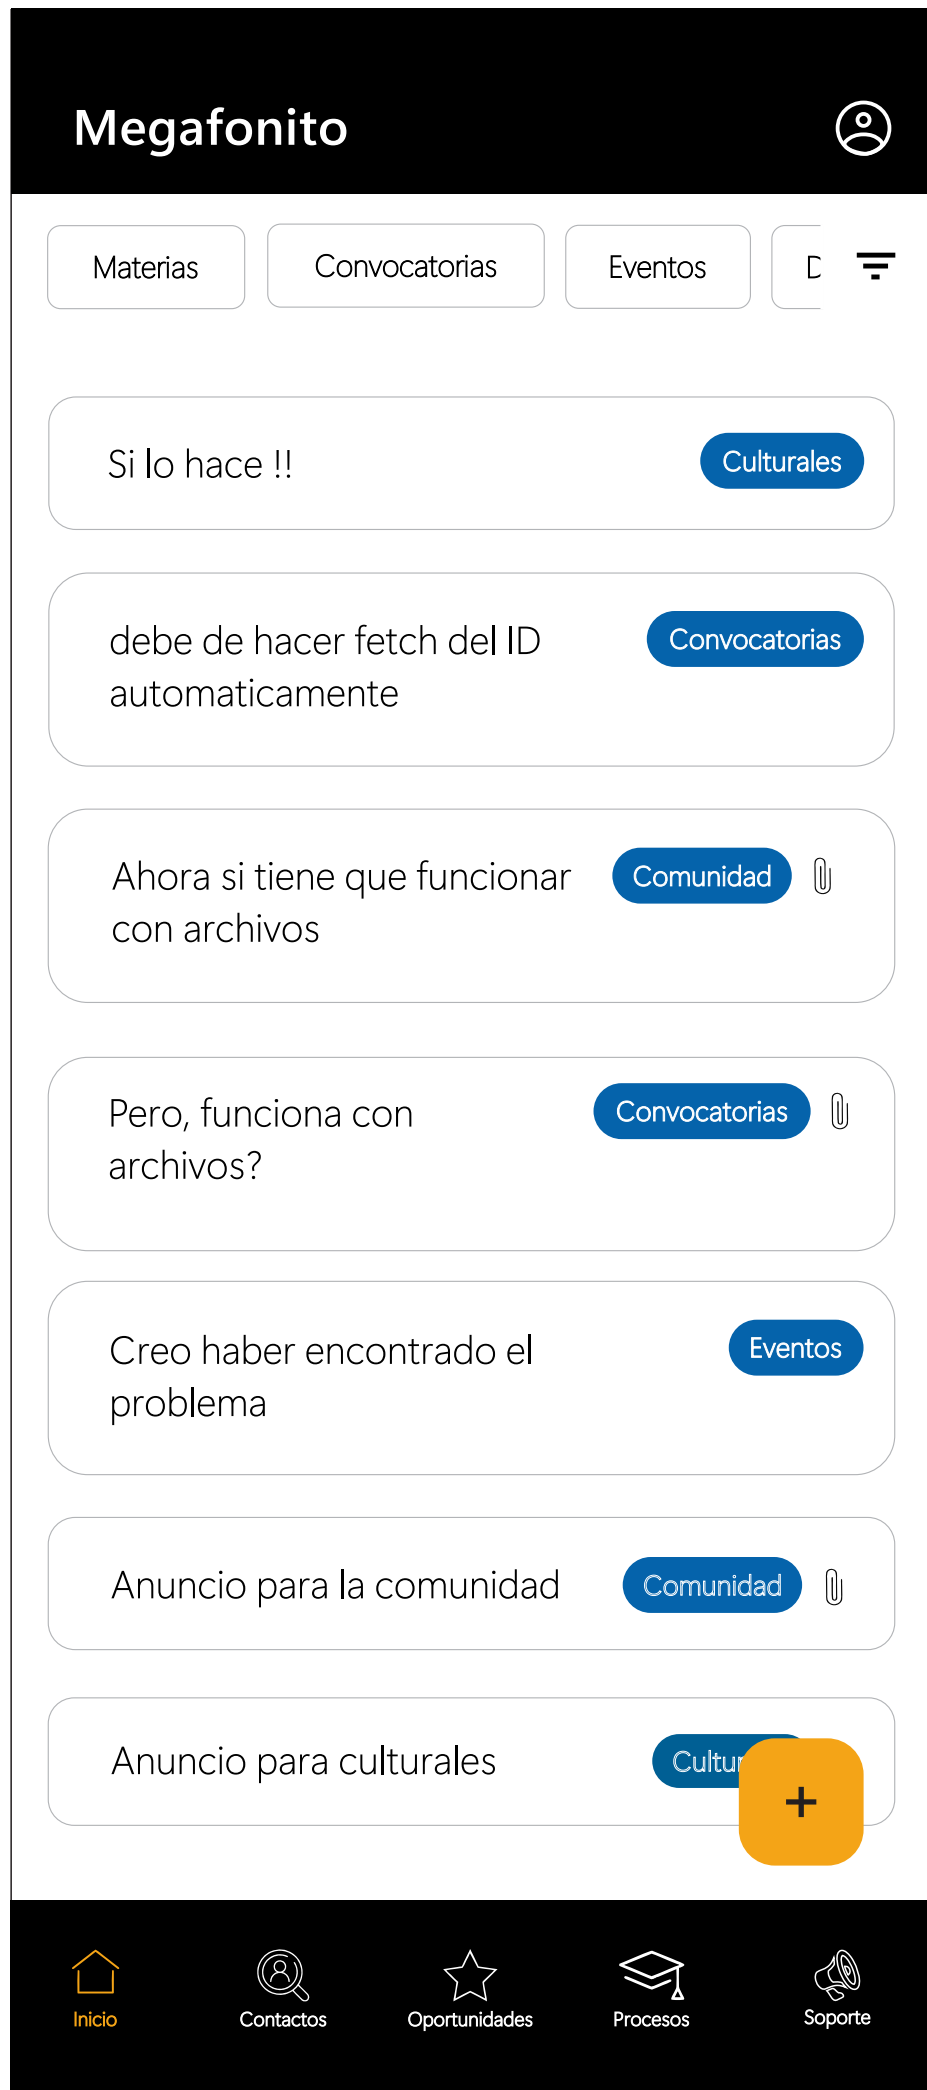 Megafonito
Materias
Convocatorias
Eventos
D
Si lo hace !!
Culturales
debe de hacer fetch del ID
automaticamente
Convocatorias
Ahora si tiene que funcionar
con archivos
Comunidad
Pero, funciona con
archivos?
Convocatorias
Creo haber encontrado el
problema
Eventos
Anuncio para la comunidad
Comunidad
Anuncio para culturales
Cultur
+
Inicio
Contactos
Oportunidades
Procesos
Soporte